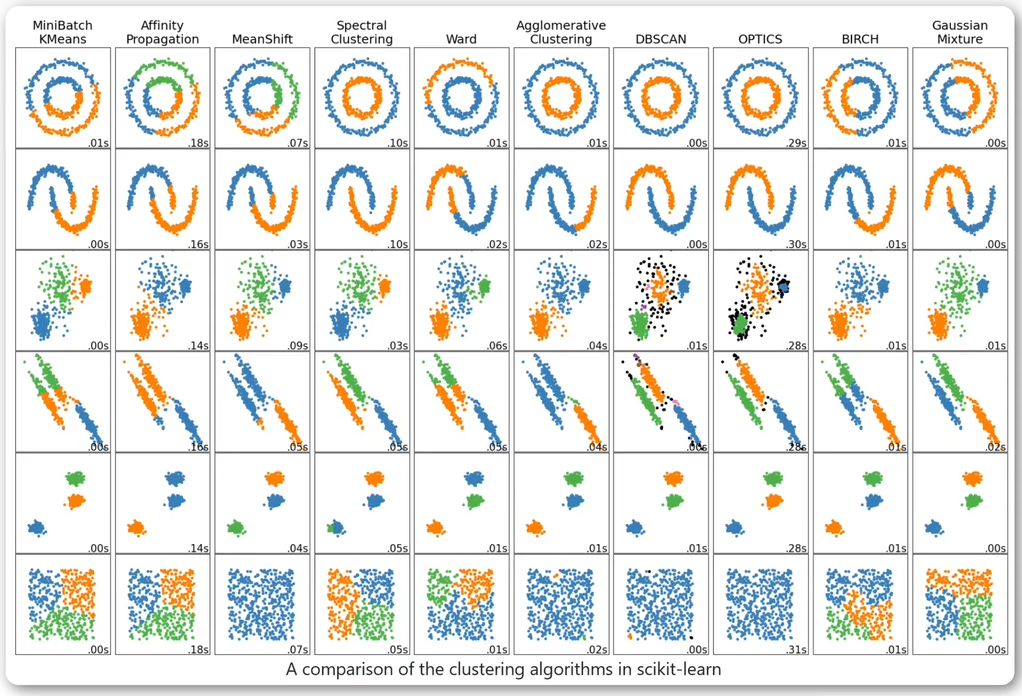 MiniBatch
KMeans
Affinity
Propagation
MeanShift
Spectral
Clustering
Ward
Agglomerative
Clustering
DBSCAN
OPTICS
BIRCH
Gaussian
Mixture
.01s
.18s
.07s
.10s
.01s
.01s
.00s
.29s
.01s
.00s
.00s
.16s
.03s
.10s
.02s
.02s
.00s
.30s
.01s
.00s
.00s
.14s
.09s
.03s
.06s
.04s
.01s
.28s
.01s
.01s
.00s
.16s
.05s
.05s
.05s
.04s
.00s
.28s
.01s
.02s
.00s
.14s
.04s
.05s
.01s
.01s
.01s
.28s
.01s
.00s
.00s
.18s
.07s
.05s
.01s
.02s
.00s
.31s
.01s
.00s
A comparison of the clustering algorithms in scikit-learn